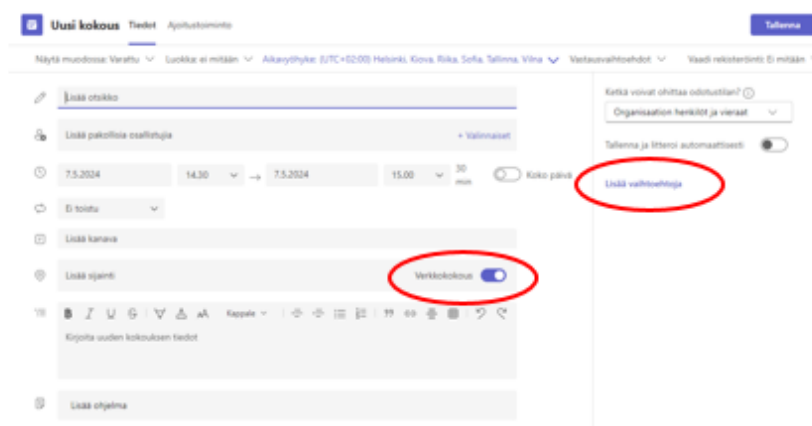 Uusi kokous Tiedot Ajoitustoiminto Tallenna
Näytä muodossa: Varattu Luokka: ei mitään Aikavyöhyke: (UTC+02:00) Helsinki, Kiova, Riika, Sofia, Tallinna, Vilna Vastausvaihtoehdot Vaadi rekisteröinti: Ei mitään
Lisää otsikko
Lisää pakollisia osallistujia + Valinnaiset
7.5.2024 14.30 → 7.5.2024 15.00 30 min Koko päivä
Ei toistu
Lisää kanava
Lisää sijainti Verkkokokous
B I U S AA Kappale
Kirjoita uuden kokouksen tiedot
Lisää ohjelma
Ketkä voivat ohittaa odotustilan?
Organisaation henkilöt ja vieraat
Tallenna ja litteroi automaattisesti
Lisää vaihtoehtoja